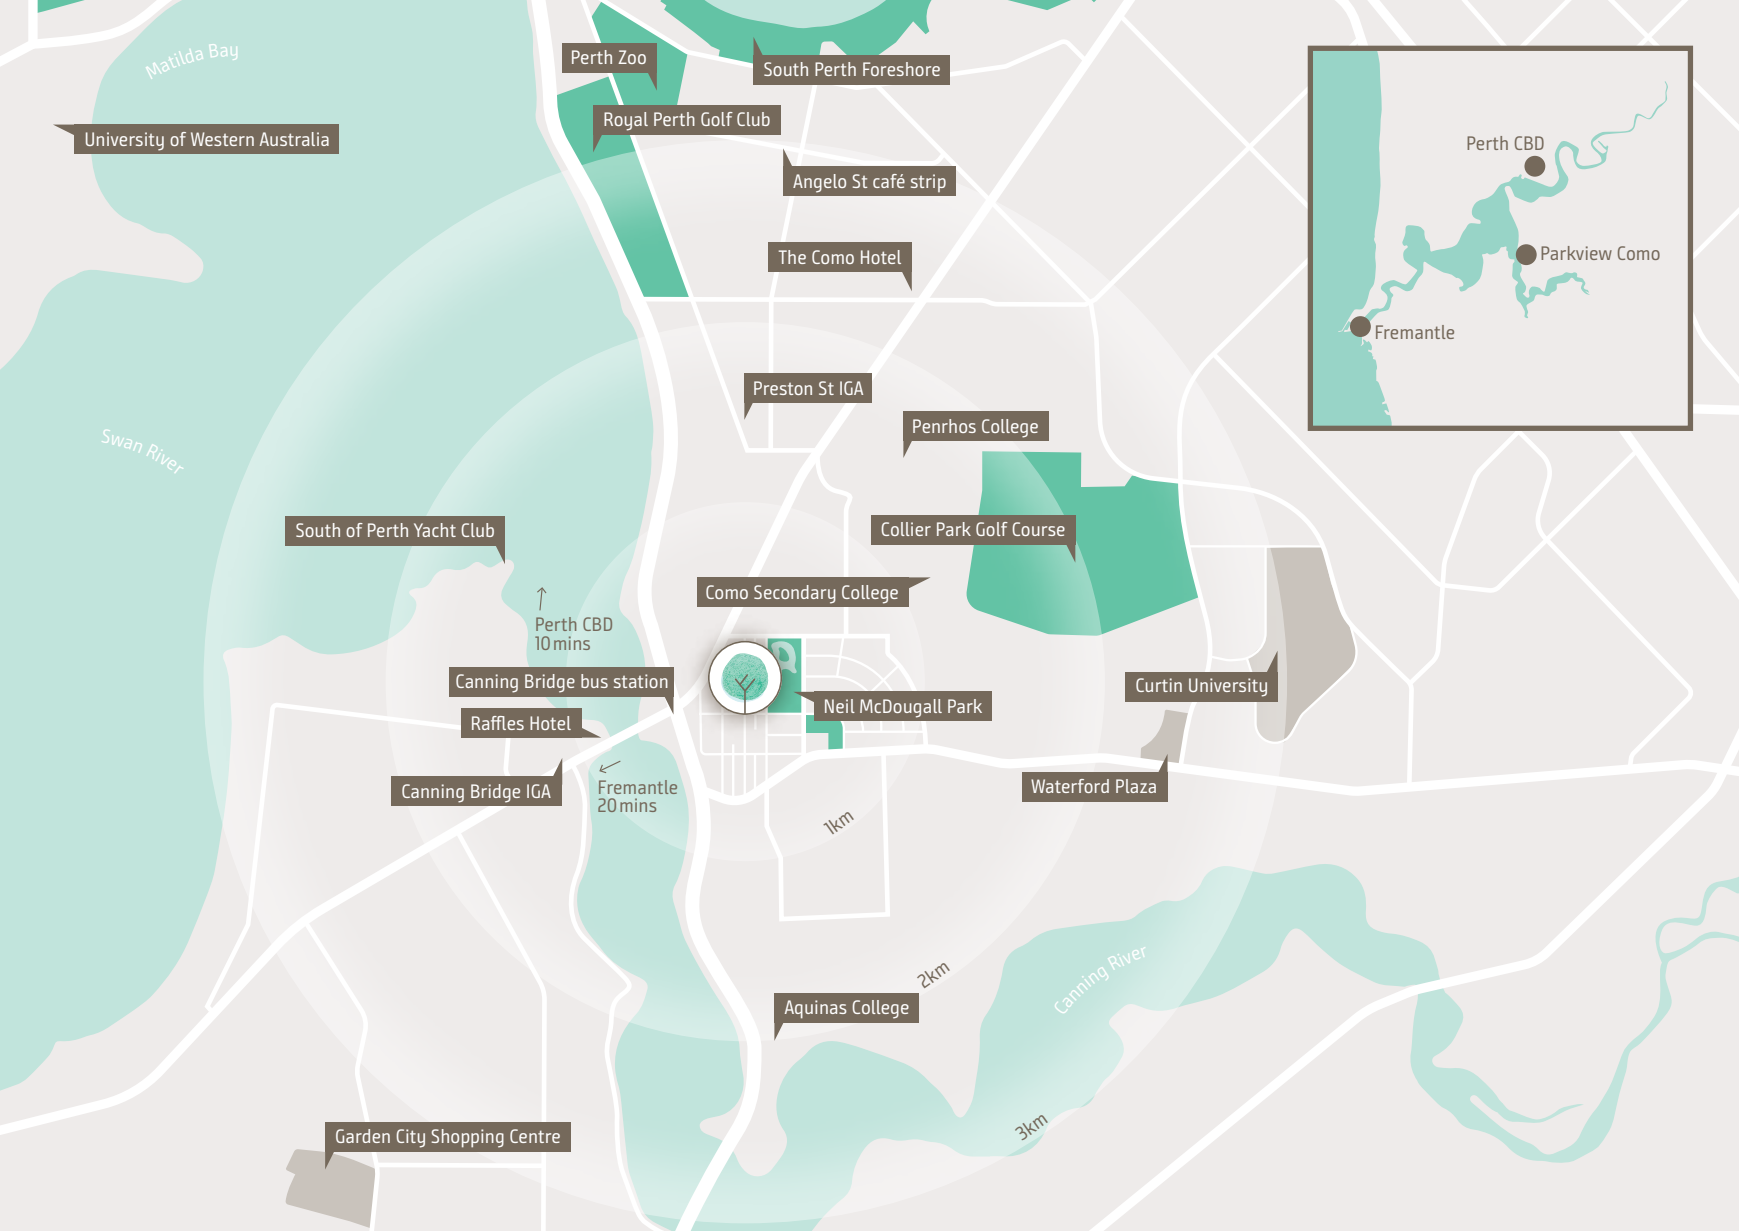 Matilda Bay
Perth Zoo
South Perth Foreshore
Royal Perth Golf Club
University of Western Australia
Angelo St café strip
The Como Hotel
Perth CBD
Parkview Como
Fremantle
Preston St IGA
Penrhos College
Swan River
South of Perth Yacht Club
Collier Park Golf Course
Como Secondary College
Perth CBD
10 mins
Canning Bridge bus station
Curtin University
Neil McDougall Park
Raffles Hotel
Canning Bridge IGA
Fremantle
20 mins
Waterford Plaza
1km
2km
Canning River
Aquinas College
3km
Garden City Shopping Centre